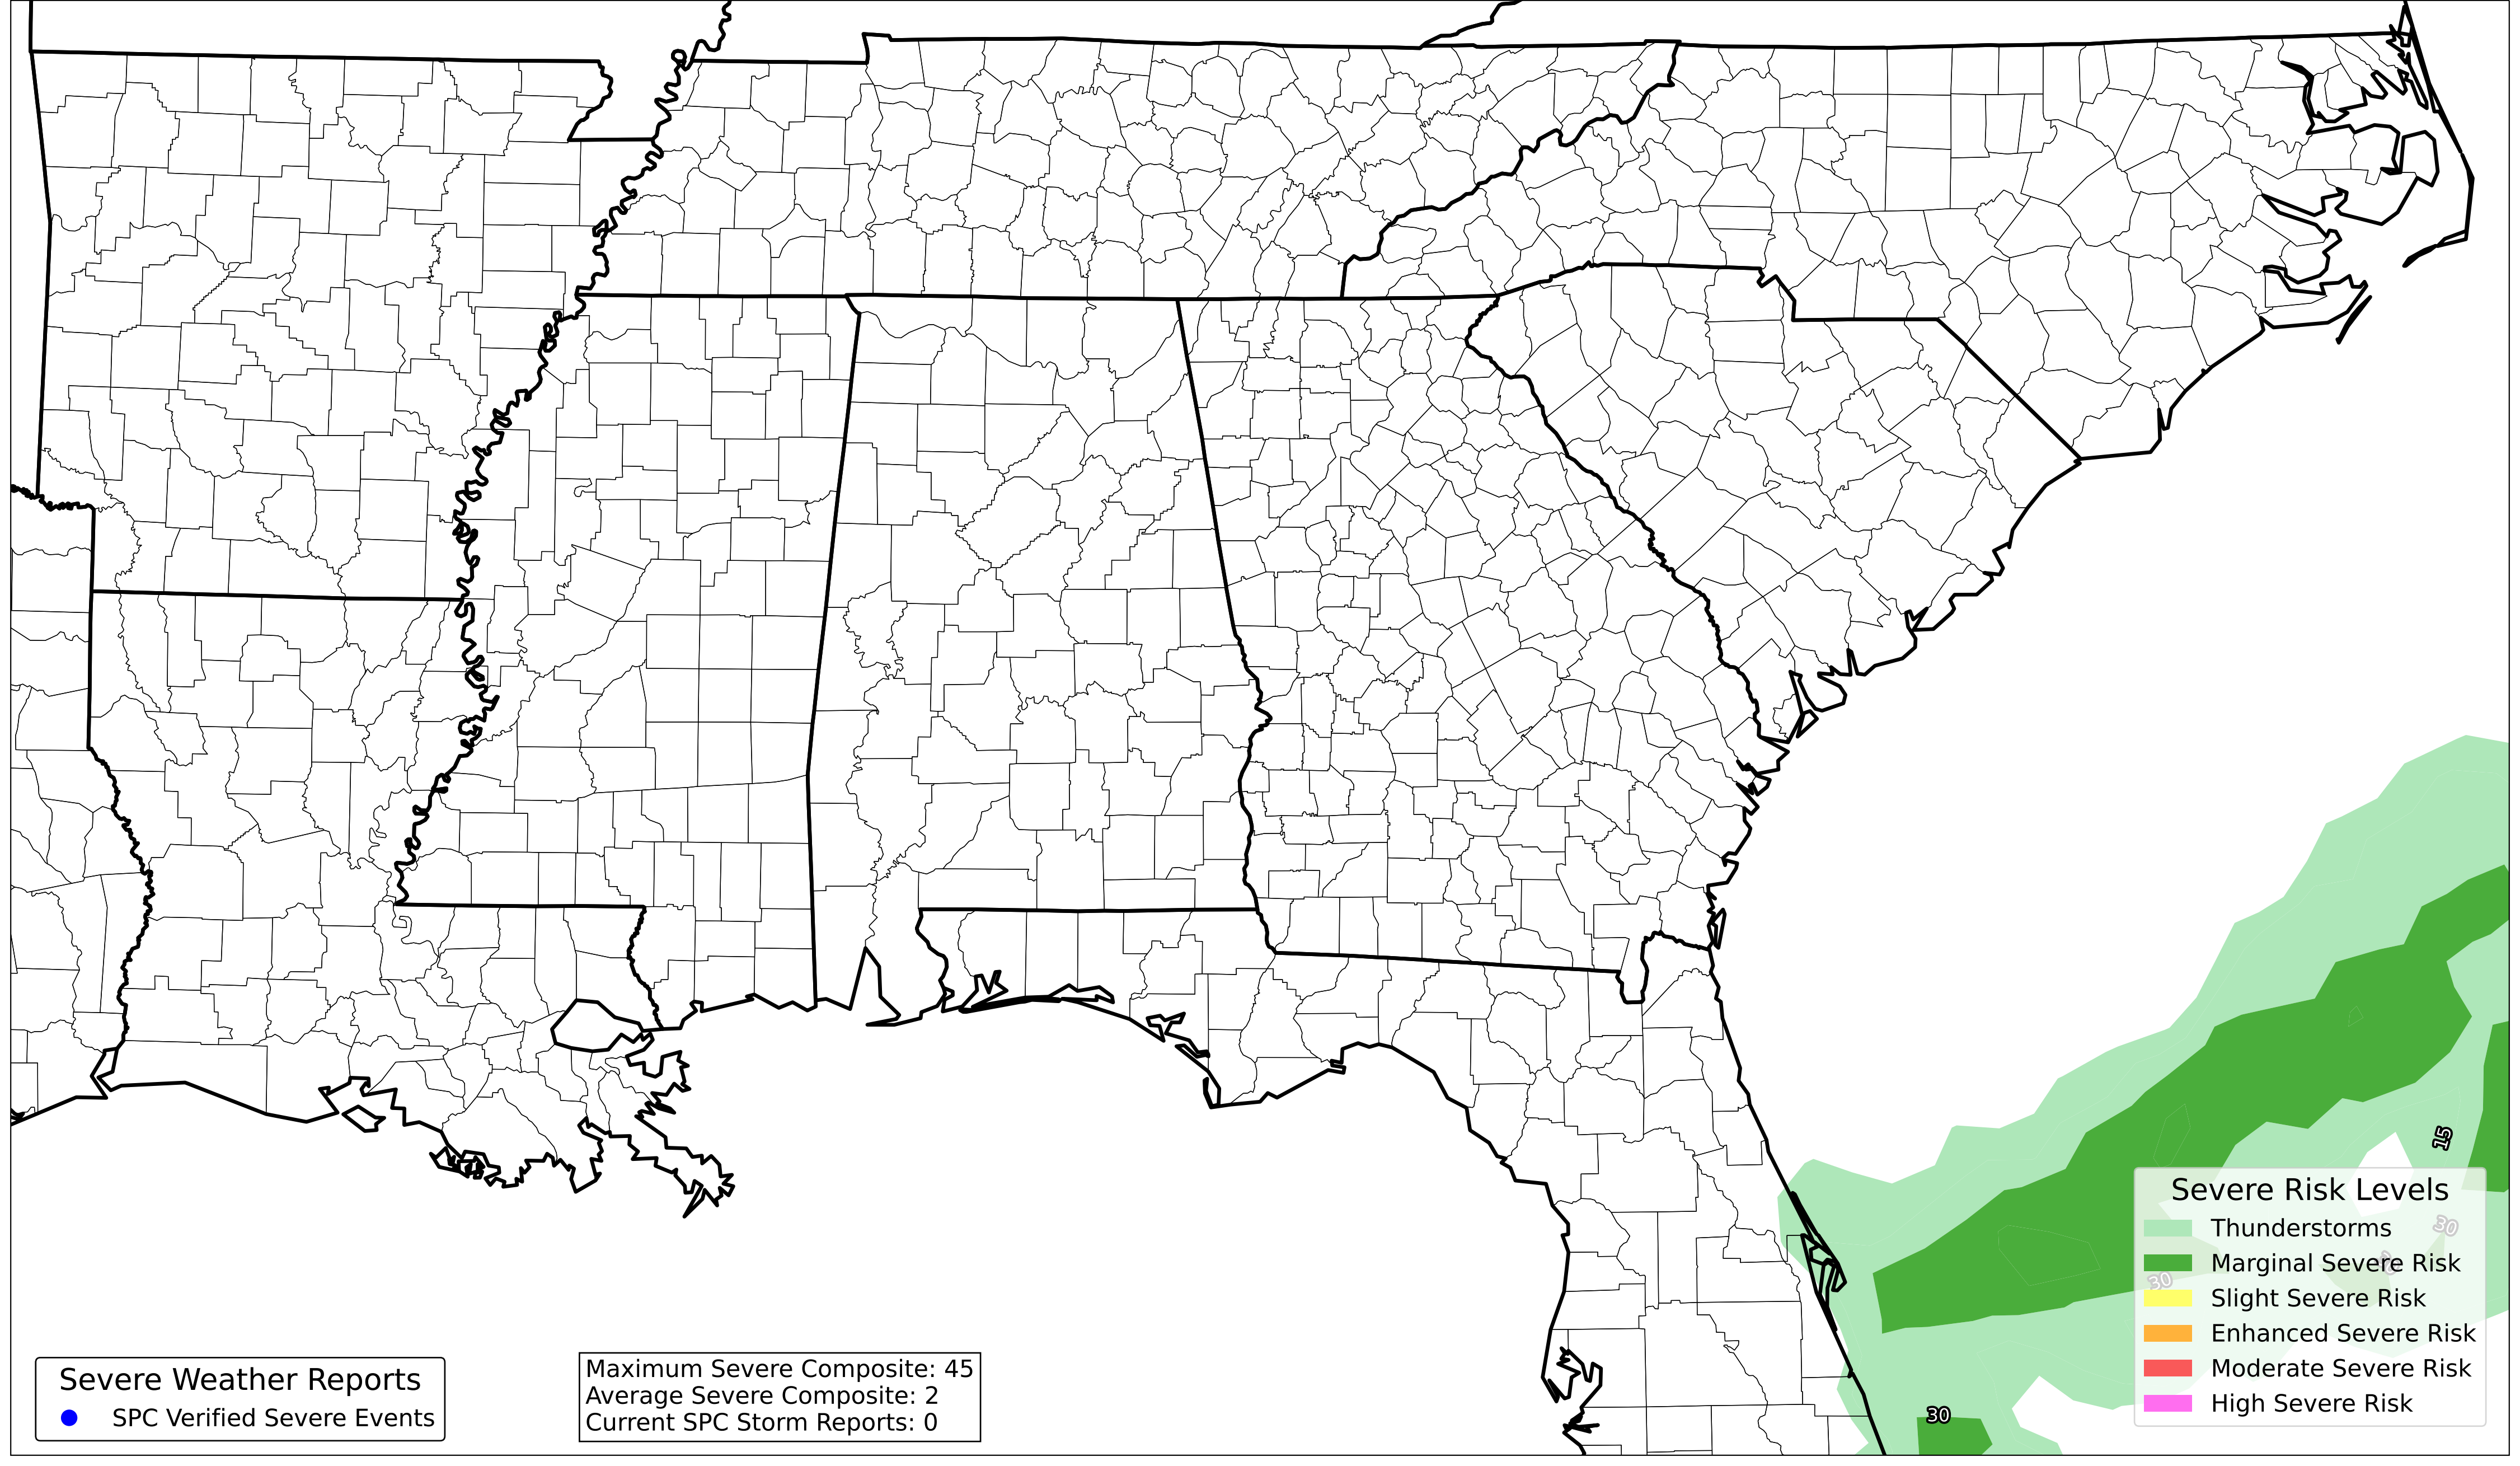 15
Severe Risk Levels
Thunderstorms
30
Marginal Severe Risk
30
Slight Severe Risk
Enhanced Severe Risk
Moderate Severe Risk
High Severe Risk
30
Severe Weather Reports
SPC Verified Severe Events
Maximum Severe Composite: 45
Average Severe Composite: 2
Current SPC Storm Reports: 0